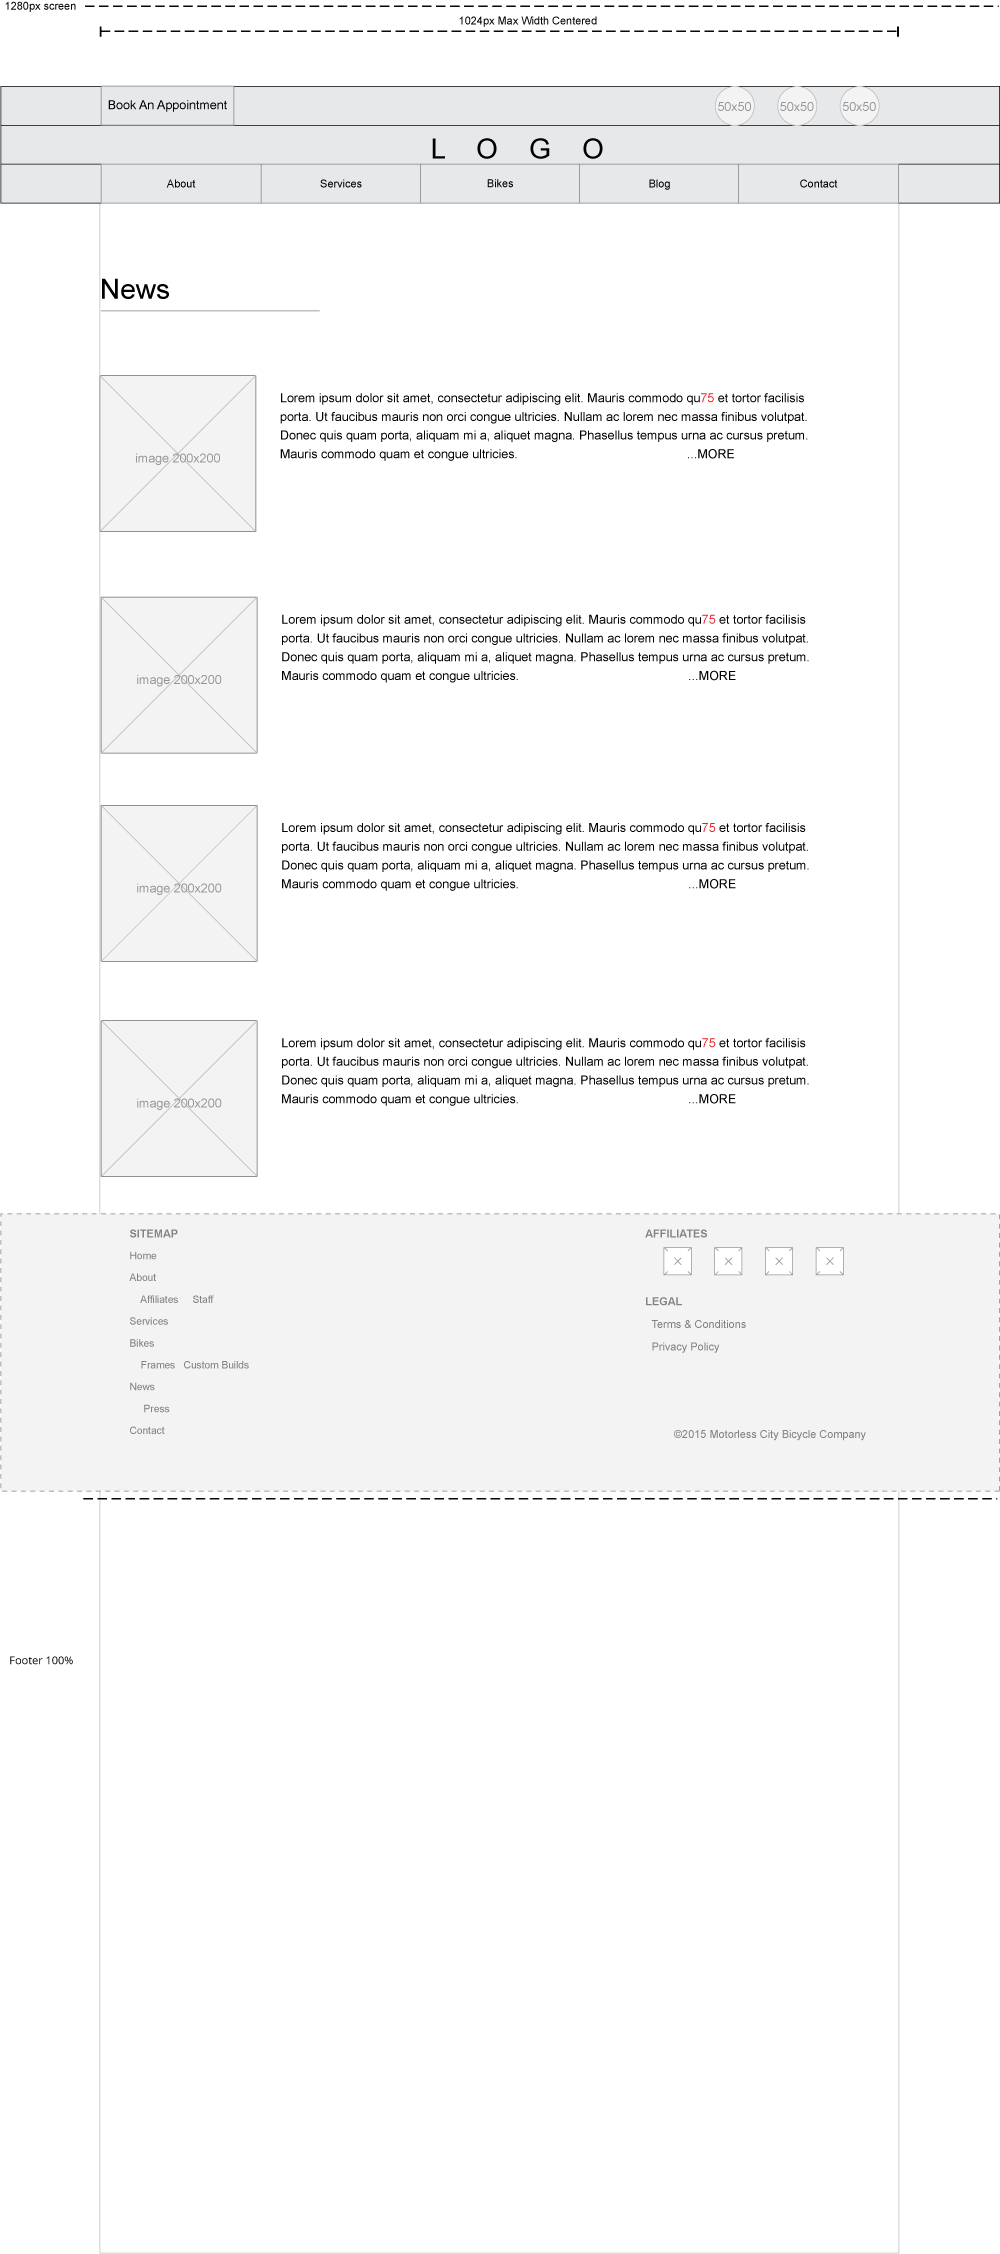 1280px screen
1024px Max Width Centered
Book An Appointment
50x50 50x50 50x50
L O G O
About Services Bikes Blog Contact
News
image 200x200
Lorem ipsum dolor sit amet, consectetur adipiscing elit. Mauris commodo qu75 et tortor facilisis
porta. Ut faucibus mauris non orci congue ultricies. Nullam ac lorem nec massa finibus volutpat.
Donec quis quam porta, aliquam mi a, aliquet magna. Phasellus tempus urna ac cursus pretum.
Mauris commodo quam et congue ultricies. ...MORE
image 200x200
Lorem ipsum dolor sit amet, consectetur adipiscing elit. Mauris commodo qu75 et tortor facilisis
porta. Ut faucibus mauris non orci congue ultricies. Nullam ac lorem nec massa finibus volutpat.
Donec quis quam porta, aliquam mi a, aliquet magna. Phasellus tempus urna ac cursus pretum.
Mauris commodo quam et congue ultricies. ...MORE
image 200x200
Lorem ipsum dolor sit amet, consectetur adipiscing elit. Mauris commodo qu75 et tortor facilisis
porta. Ut faucibus mauris non orci congue ultricies. Nullam ac lorem nec massa finibus volutpat.
Donec quis quam porta, aliquam mi a, aliquet magna. Phasellus tempus urna ac cursus pretum.
Mauris commodo quam et congue ultricies. ...MORE
image 200x200
Lorem ipsum dolor sit amet, consectetur adipiscing elit. Mauris commodo qu75 et tortor facilisis
porta. Ut faucibus mauris non orci congue ultricies. Nullam ac lorem nec massa finibus volutpat.
Donec quis quam porta, aliquam mi a, aliquet magna. Phasellus tempus urna ac cursus pretum.
Mauris commodo quam et congue ultricies. ...MORE
SITEMAP
Home
About
Affiliates Staff
Services
Bikes
Frames Custom Builds
News
Press
Contact
AFFILIATES
LEGAL
Terms & Conditions
Privacy Policy
©2015 Motorless City Bicycle Company
Footer 100%